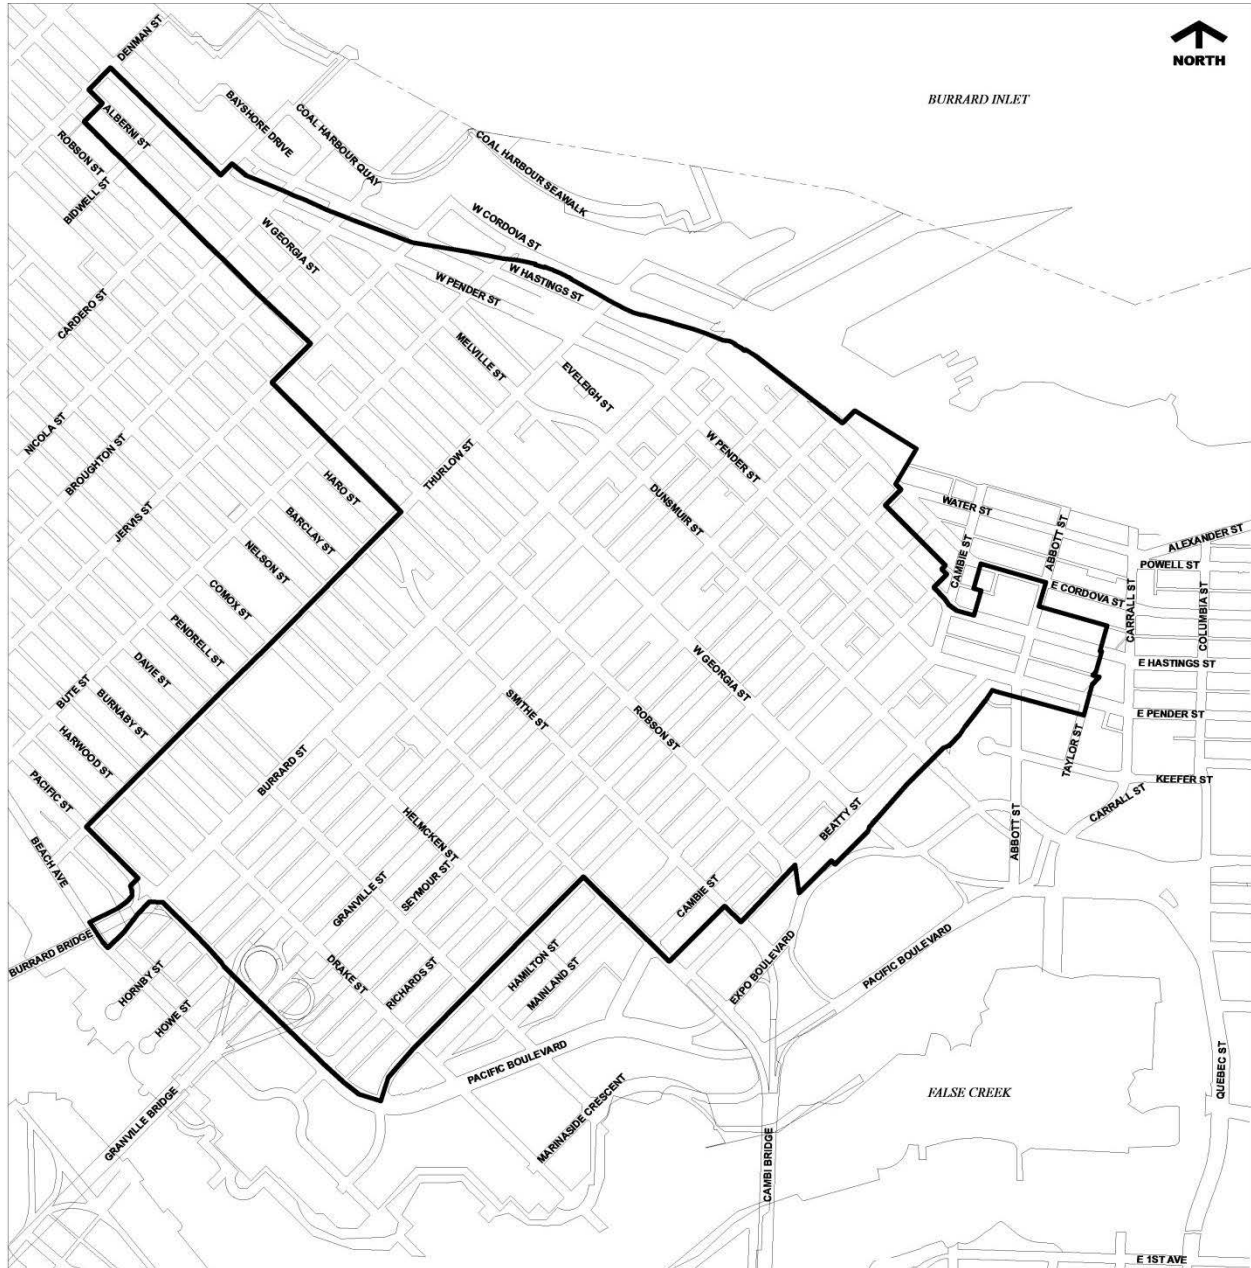 DENMAN ST
NORTH
BURRARD INLET
BAYSHORE DRIVE
COAL HARBOUR QUAY
ALBERNI ST
ROBSON ST
COAL HARBOUR SEAWALK
BIDWELL ST
W CORDOVA ST
W GEORGIA ST
W HASTINGS ST
W PENDER ST
CARDERO ST
MELVILLE ST
EVELEIGH ST
NICOLA ST
BROUGHTON ST
THURLOW ST
W PENDER ST
HARO ST
DUNSMUIR ST
WATER ST
JERVIS ST
BARCLAY ST
ABBOTT ST
ALEXANDER ST
NELSON ST
CAMBIE ST
POWELL ST
COMOX ST
E CORDOVA ST
CARRALL ST
COLUMBIA ST
PENDRELL ST
E HASTINGS ST
DAVIE ST
W GEORGIA ST
BUTE ST
BURNABY ST
SMITHE ST
ROBSON ST
E PENDER ST
HARWOOD ST
BURRARD ST
TAYLOR ST
PACIFIC ST
KEEFER ST
CARRALL ST
BEATTY ST
HELMCKEN ST
ABBOTT ST
BEACH AVE
SEYMOUR ST
GRANVILLE ST
CAMBIE ST
BURRARD BRIDGE
PACIFIC BOULEVARD
EXPO BOULEVARD
HORNBY ST
DRAKE ST
HAMILTON ST
RICHARDS ST
MAINLAND ST
HOWE ST
PACIFIC BOULEVARD
QUEBEC ST
FALSE CREEK
GRANVILLE BRIDGE
MARINASIDE CRESCENT
CAMBI BRIDGE
E 1ST AVE